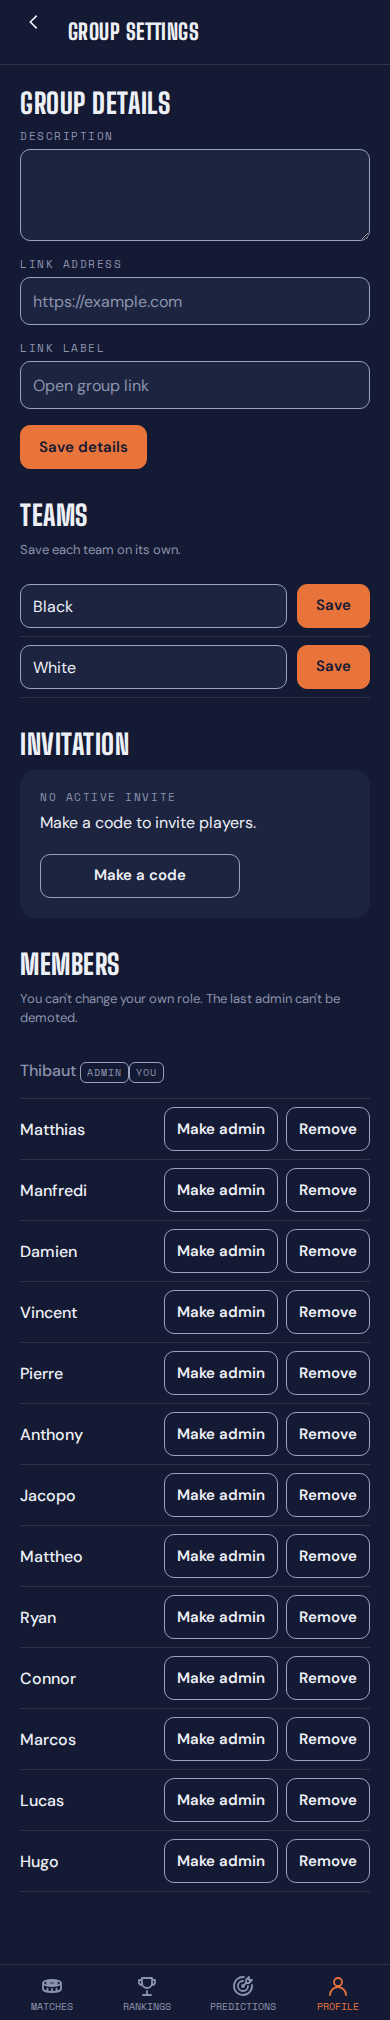 GROUP SETTINGS
GROUP DETAILS
DESCRIPTION
LINK ADDRESS
https://example.com
LINK LABEL
Open group link
Save details
TEAMS
Save each team on its own.
Black Save
White Save
INVITATION
NO ACTIVE INVITE
Make a code to invite players.
Make a code
MEMBERS
You can't change your own role. The last admin can't be
demoted.
Thibaut ADMIN YOU
Matthias Make admin Remove
Manfredi Make admin Remove
Damien Make admin Remove
Vincent Make admin Remove
Pierre Make admin Remove
Anthony Make admin Remove
Jacopo Make admin Remove
Mattheo Make admin Remove
Ryan Make admin Remove
Connor Make admin Remove
Marcos Make admin Remove
Lucas Make admin Remove
Hugo Make admin Remove
MATCHES RANKINGS PREDICTIONS PROFILE